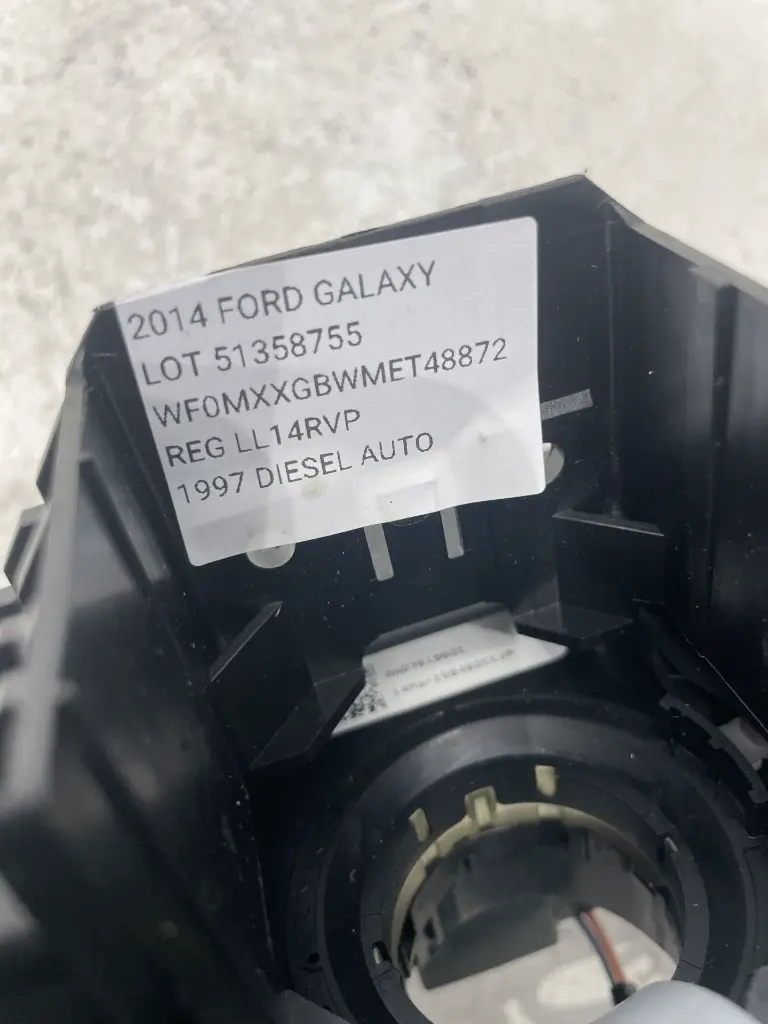 2014 FORD GALAXY
LOT 51358755
WF0MXXGBWMET48872
REG LL14RVP
1997 DIESEL AUTO